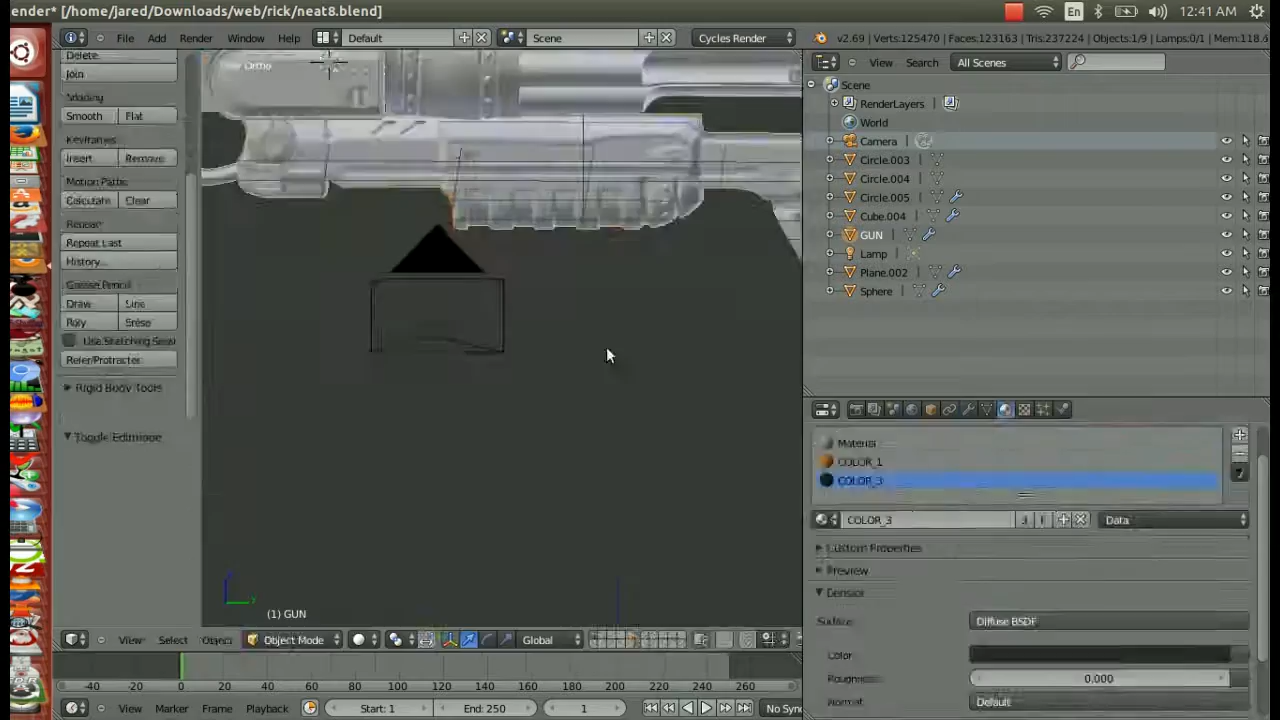 ender* [/home/jared/Downloads/web/rick/neat8.blend]
En
12:41 AM
File Add Render Window Help
Default
Scene
Cycles Render
v2.69 | Verts:125470 | Faces:123163 | Tris:237224 | Objects:1/9 | Lamps:0/1 | Mem:118.6
Delete
Join
Shading
Smooth Flat
Keyframes
Insert Remove
Motion Paths
Calculate Clear
Repeat
Repeat Last
History...
Grease Pencil
Draw Line
Poly Erase
Use Sketching Sessi
Ruler/Protractor
Rigid Body Tools
Toggle Editmode
Ortho
(1) GUN
View Search All Scenes
Scene
RenderLayers
World
Camera
Circle.003
Circle.004
Circle.005
Cube.004
GUN
Lamp
Plane.002
Sphere
Material
COLOR_1
COLOR_3
COLOR_3 3 F Data
Custom Properties
Preview
Surface: Diffuse BSDF
Color:
Roughness: 0.000
Normal: Default
View Select Object Object Mode Global
-40 -20 0 20 40 60 80 100 120 140 160 180 200 220 240 260
View Marker Frame Playback Start: 1 End: 250 1 No Sync